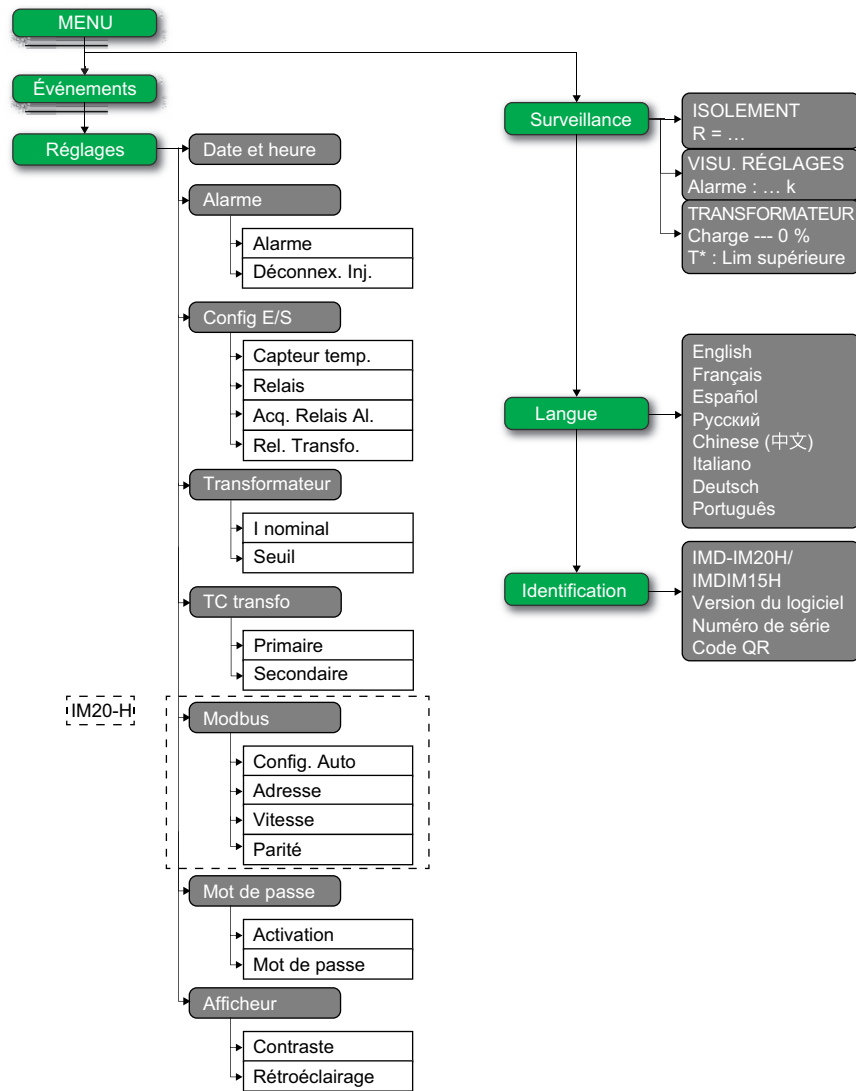 MENU
Événements
Réglages
Date et heure
Alarme
Alarme
Déconnex. Inj.
Config E/S
Capteur temp.
Relais
Acq. Relais Al.
Rel. Transfo.
Transformateur
I nominal
Seuil
TC transfo
Primaire
Secondaire
IM20-H
Modbus
Config. Auto
Adresse
Vitesse
Parité
Mot de passe
Activation
Mot de passe
Afficheur
Contraste
Rétroéclairage
Surveillance
ISOLEMENT
R = ...
VISU. RÉGLAGES
Alarme : ... k
TRANSFORMATEUR
Charge --- 0 %
T* : Lim supérieure
Langue
English
Français
Español
Русский
Chinese (中文)
Italiano
Deutsch
Português
Identification
IMD-IM20H/
IMDIM15H
Version du logiciel
Numéro de série
Code QR